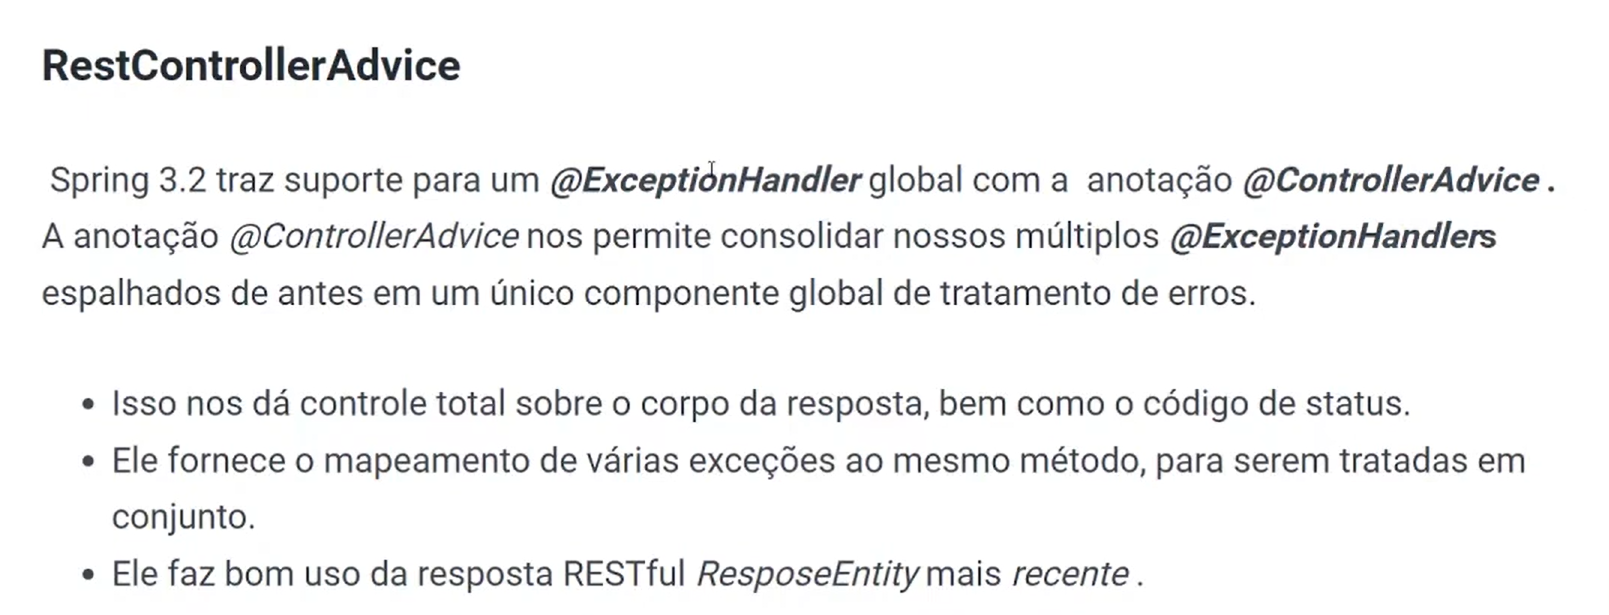 RestControllerAdvice
Spring 3.2 traz suporte para um @ExceptionHandler global com a anotação @ControllerAdvice .
A anotação @ControllerAdvice nos permite consolidar nossos múltiplos @ExceptionHandlers
espalhados de antes em um único componente global de tratamento de erros.
• Isso nos dá controle total sobre o corpo da resposta, bem como o código de status.
• Ele fornece o mapeamento de várias exceções ao mesmo método, para serem tratadas em
conjunto.
• Ele faz bom uso da resposta RESTful ResposeEntity mais recente .